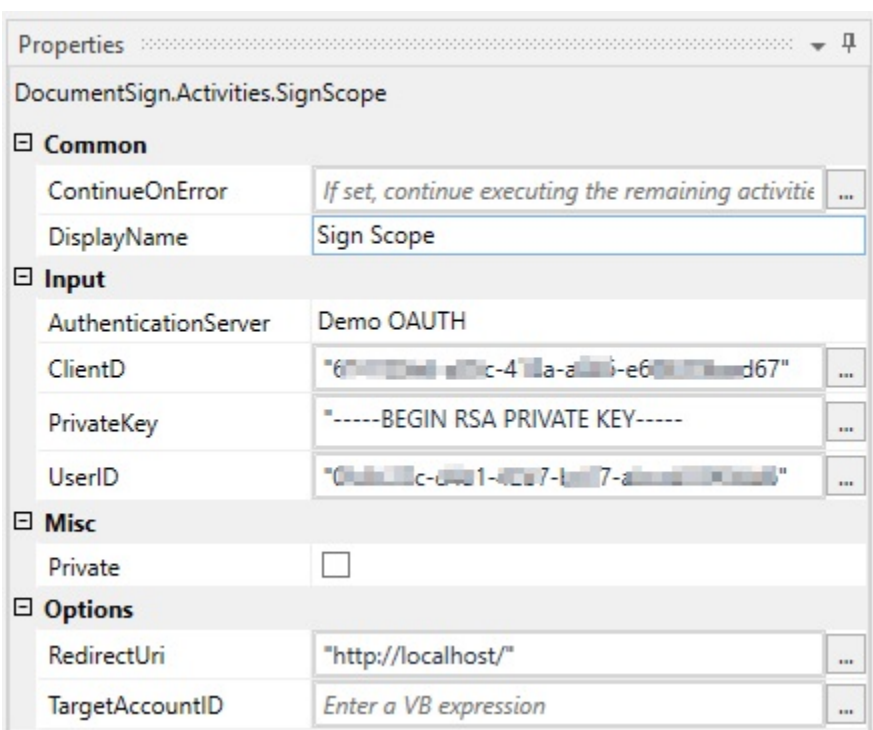 Properties
DocumentSign.Activities.SignScope
Common
ContinueOnError If set, continue executing the remaining activitie ...
DisplayName Sign Scope
Input
AuthenticationServer Demo OAUTH
ClientD ...
PrivateKey "-----BEGIN RSA PRIVATE KEY----- ...
UserID ...
Misc
Private
Options
RedirectUri "http://localhost/" ...
TargetAccountID Enter a VB expression ...